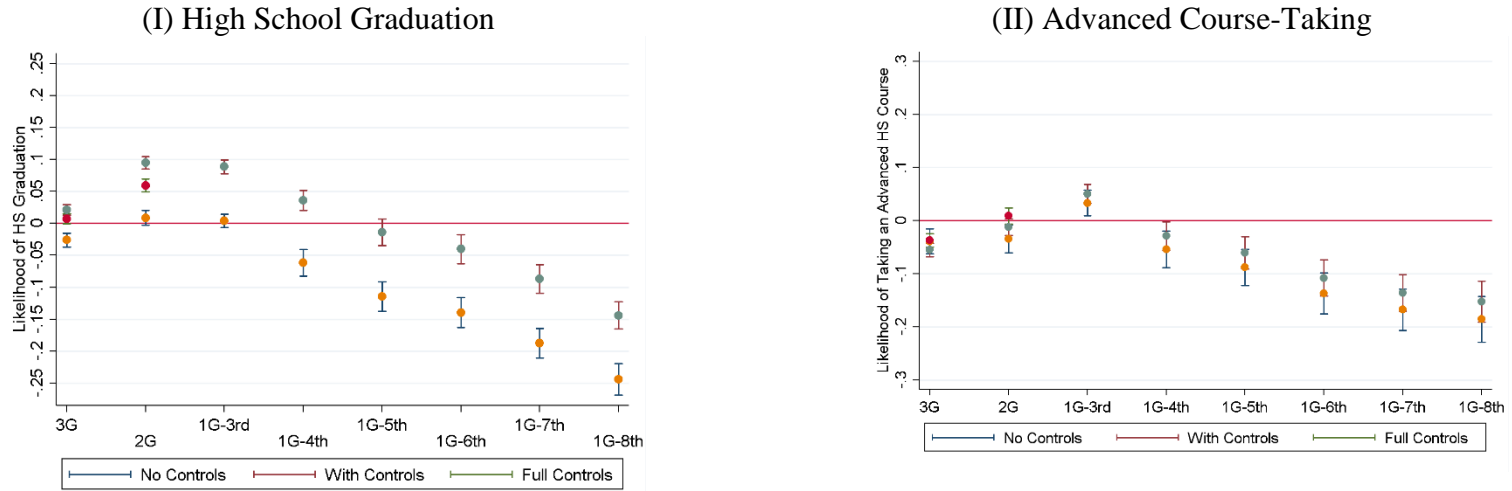 (I) High School Graduation
Likelihood of HS Graduation
.25
.2
.15
.1
.05
0
-.05
-.1
-.15
-.2
-.25
3G
2G
1G-3rd
1G-4th
1G-5th
1G-6th
1G-7th
1G-8th
No Controls With Controls Full Controls
(II) Advanced Course-Taking
Likelihood of Taking an Advanced HS Course
.3
.2
.1
0
-.1
-.2
-.3
3G
2G
1G-3rd
1G-4th
1G-5th
1G-6th
1G-7th
1G-8th
No Controls With Controls Full Controls